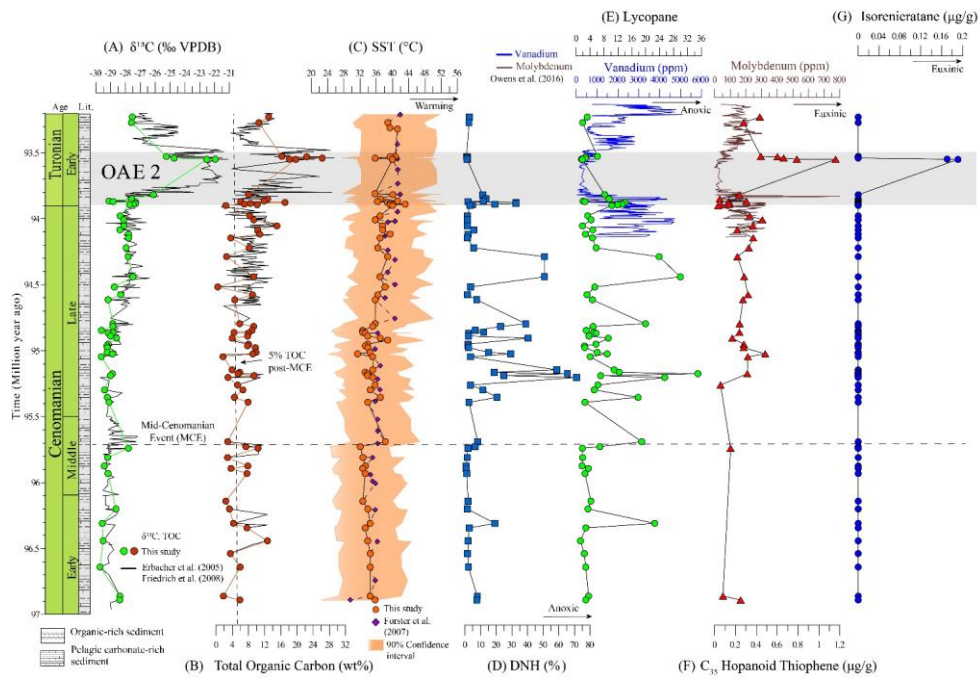 (E) Lycopane
(G) Isorenieratane (µg/g)
(A) δ¹³C (‰ VPDB)
(C) SST (°C)
0 4 8 12 16 20 24 28 32 36
0 0.04 0.08 0.12 0.16 0.2
Euxinic
Vanadium
Molybdenum
Owens et al. (2016)
Vanadium (ppm)
Molybdenum (ppm)
-30 -29 -28 -27 -26 -25 -24 -23 -22 -21
20 24 28 32 36 40 44 48 52 56
0 1000 2000 3000 4000 5000 6000
0 100 200 300 400 500 600 700 800
Age Lit.
Warming
Anoxic
Euxinic
Turonian
Early
93.5
OAE 2
94
94.5
Late
95
5% TOC
post-MCE
Time (Million year ago)
Cenomanian
95.5
Mid-Cenomanian
Event (MCE)
Middle
96
δ¹³C, TOC
This study
Erbacher et al. (2005)
Friedrich et al. (2008)
96.5
Early
97
This study
Forster et al.
(2007)
90% Confidence
interval
Anoxic
Organic-rich sediment
Pelagic carbonate-rich
sediment
0 4 8 12 16 20 24 28 32
0 10 20 30 40 50 60 70 80
0 0.2 0.4 0.6 0.8 1 1.2
(B) Total Organic Carbon (wt%)
(D) DNH (%)
(F) C₃₅ Hopanoid Thiophene (µg/g)